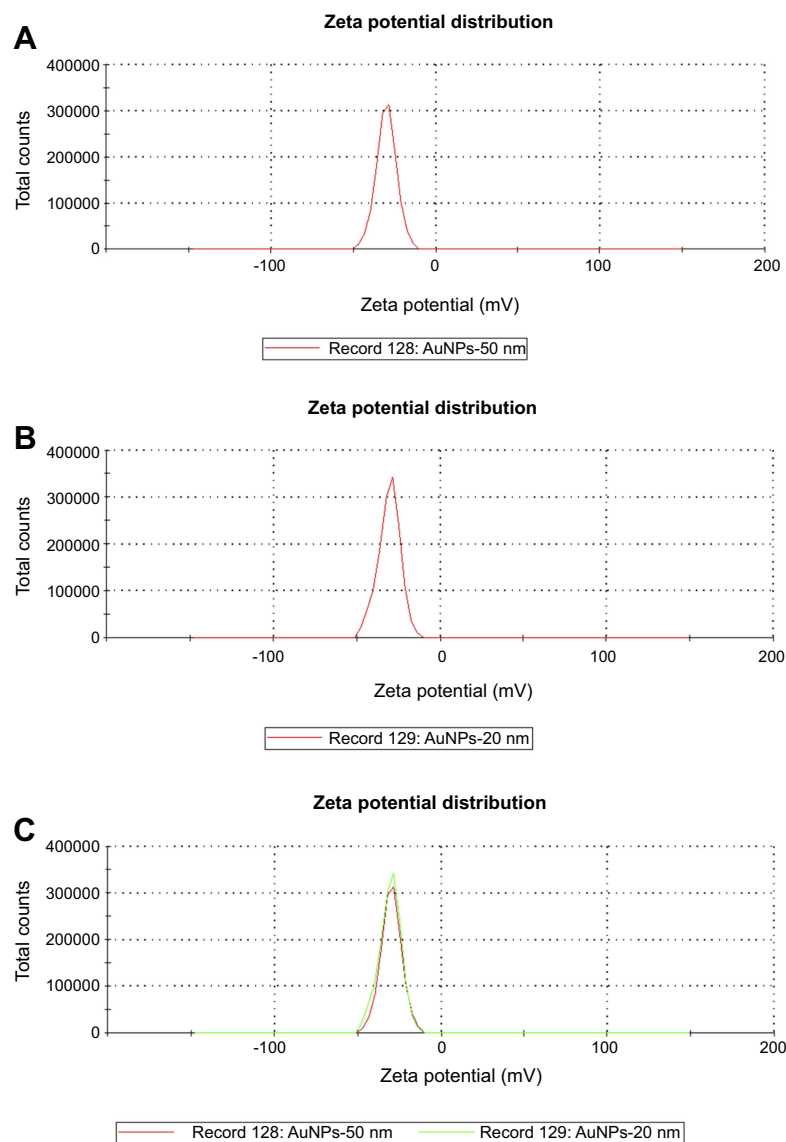 A
Zeta potential distribution
400000
300000
200000
100000
0
Total counts
-100
0
100
200
Zeta potential (mV)
Record 128: AuNPs-50 nm
B
Zeta potential distribution
400000
300000
200000
100000
0
Total counts
-100
0
100
200
Zeta potential (mV)
Record 129: AuNPs-20 nm
C
Zeta potential distribution
400000
300000
200000
100000
0
Total counts
-100
0
100
200
Zeta potential (mV)
Record 128: AuNPs-50 nm Record 129: AuNPs-20 nm